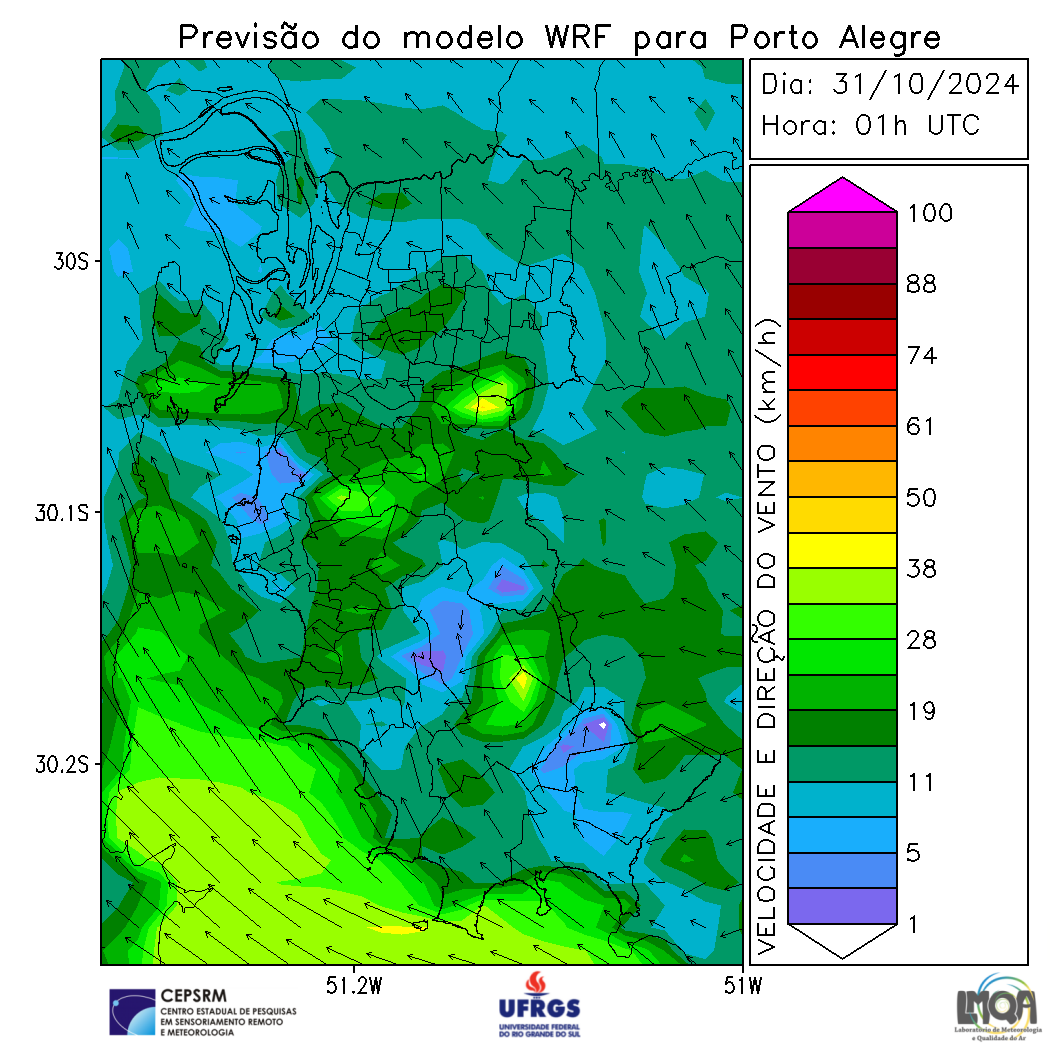 Previsão do modelo WRF para Porto Alegre
Dia: 31/10/2024
Hora: 01h UTC
30S
30.1S
30.2S
51.2W
51W
VELOCIDADE E DIREÇÃO DO VENTO (km/h)
100
88
74
61
50
38
28
19
11
5
1
CEPSRM
CENTRO ESTADUAL DE PESQUISAS
EM SENSORIAMENTO REMOTO
E METEOROLOGIA
UFRGS
UNIVERSIDADE FEDERAL
DO RIO GRANDE DO SUL
LMQA
Laboratório de Meteorologia
e Qualidade do Ar